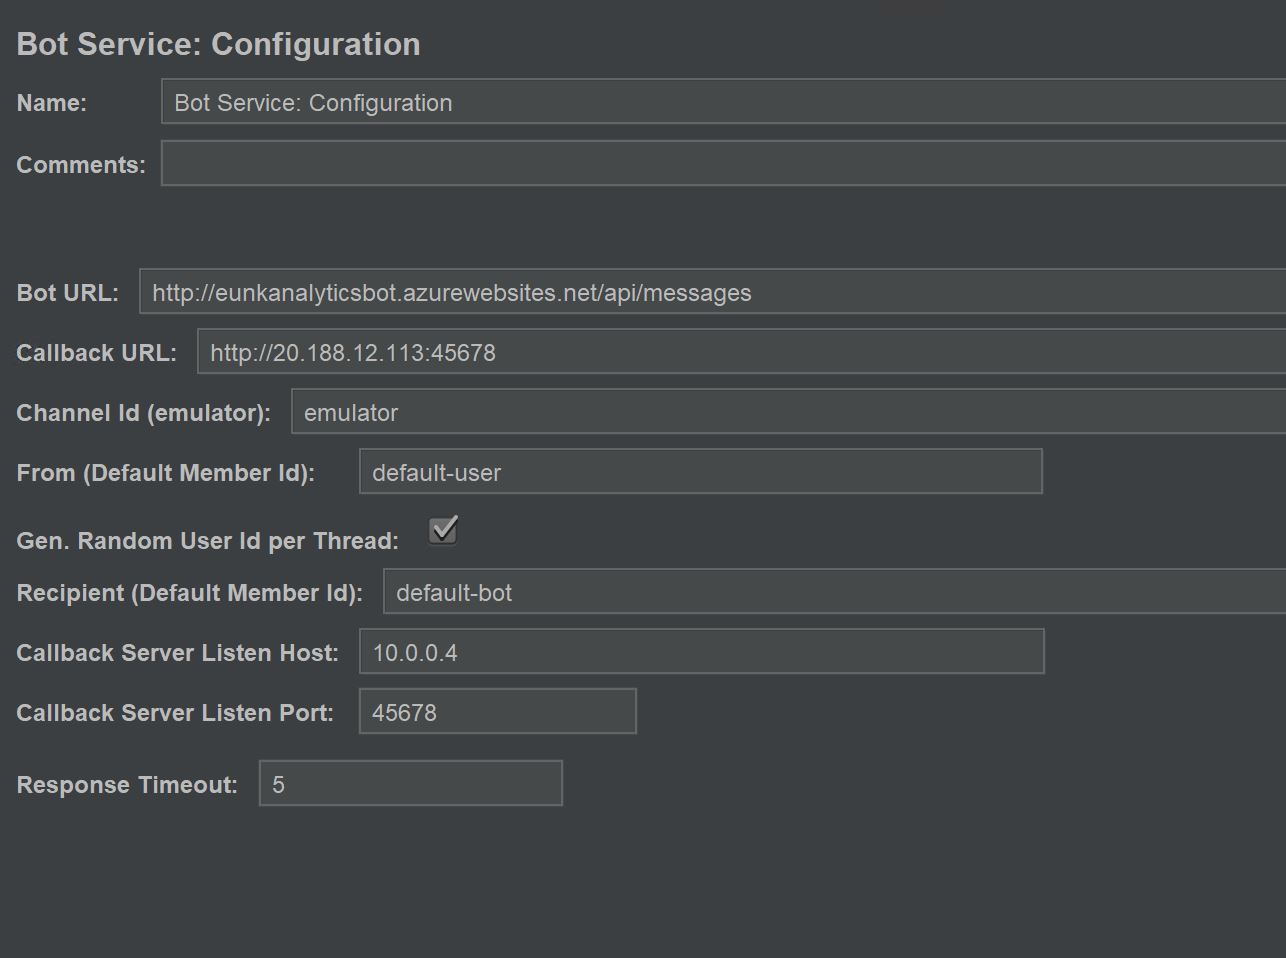 Bot Service: Configuration
Name: Bot Service: Configuration
Comments:
Bot URL: http://eunkanalyticsbot.azurewebsites.net/api/messages
Callback URL: http://20.188.12.113:45678
Channel Id (emulator): emulator
From (Default Member Id): default-user
Gen. Random User Id per Thread:
Recipient (Default Member Id): default-bot
Callback Server Listen Host: 10.0.0.4
Callback Server Listen Port: 45678
Response Timeout: 5